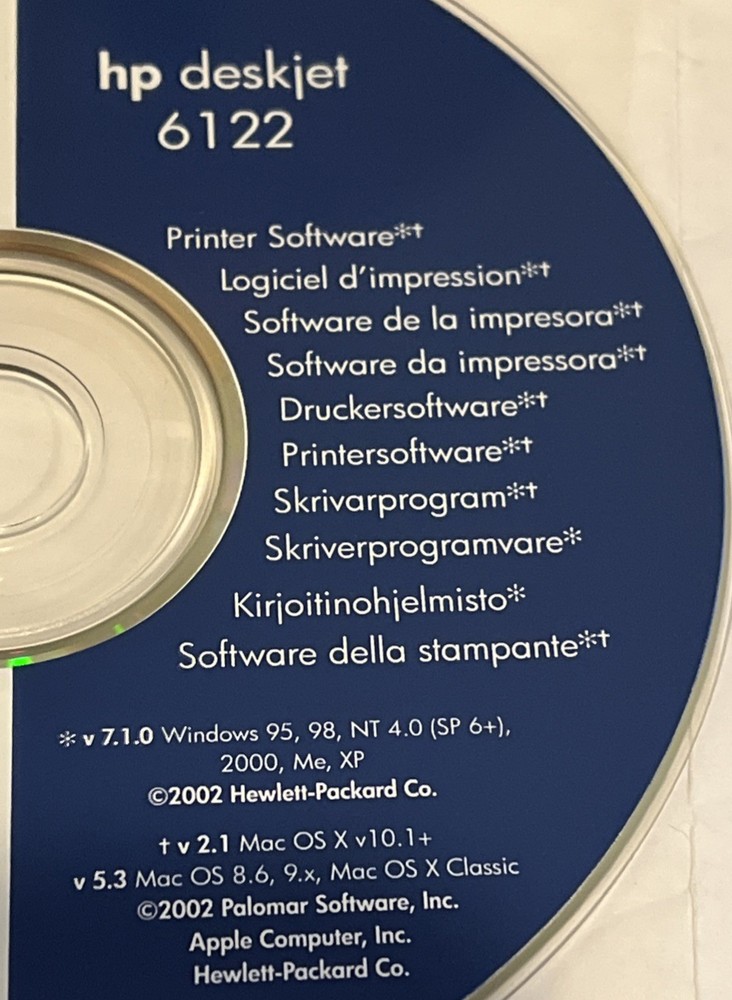 hp deskjet
6122
Printer Software*†
Logiciel d'impression*†
Software de la impresora*†
Software da impressora*†
Druckersoftware*†
Printersoftware*†
Skrivarprogram*†
Skriverprogramvare*
Kirjoitinohjelmisto*
Software della stampante*†
* v 7.1.0 Windows 95, 98, NT 4.0 (SP 6+),
2000, Me, XP
©2002 Hewlett-Packard Co.
† v 2.1 Mac OS X v10.1+
v 5.3 Mac OS 8.6, 9.x, Mac OS X Classic
©2002 Palomar Software, Inc.
Apple Computer, Inc.
Hewlett-Packard Co.